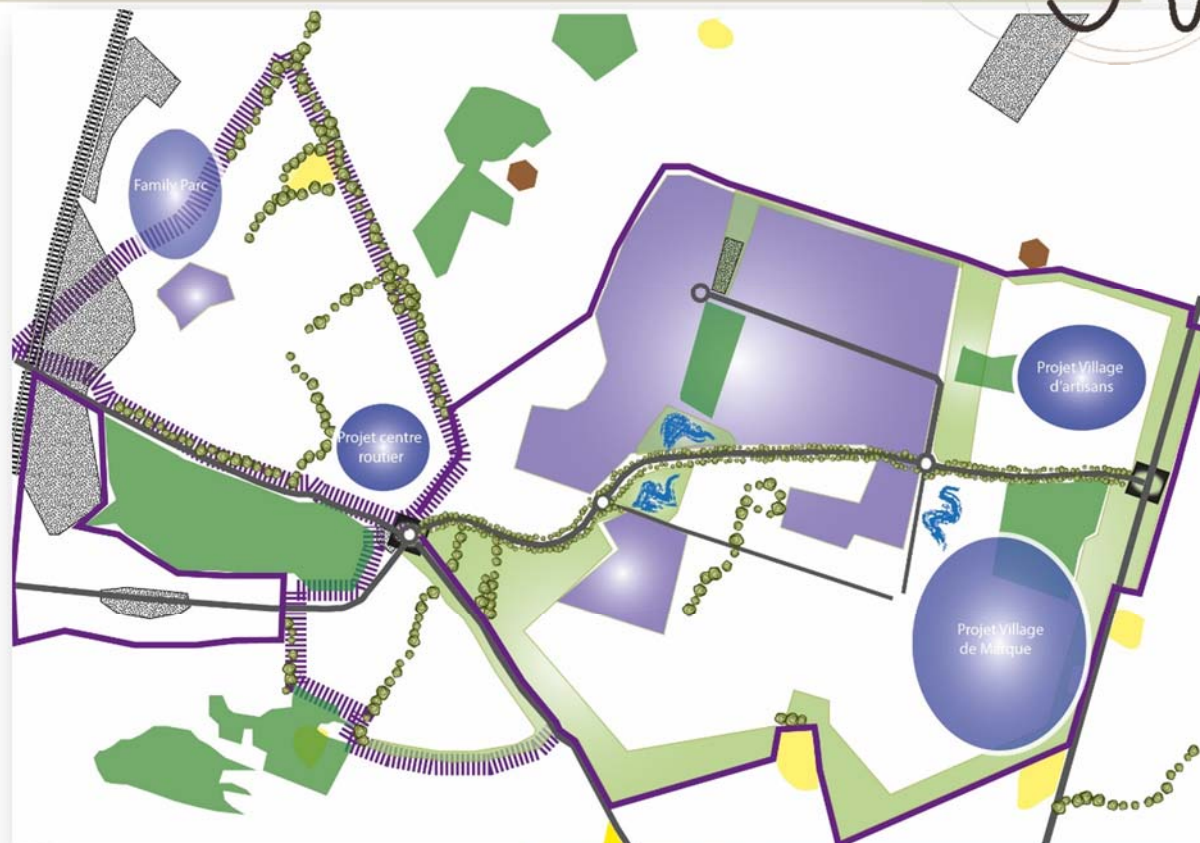 Family Parc
Projet Village
d'artisans
Projet centre
routier
Projet Village
de Marque